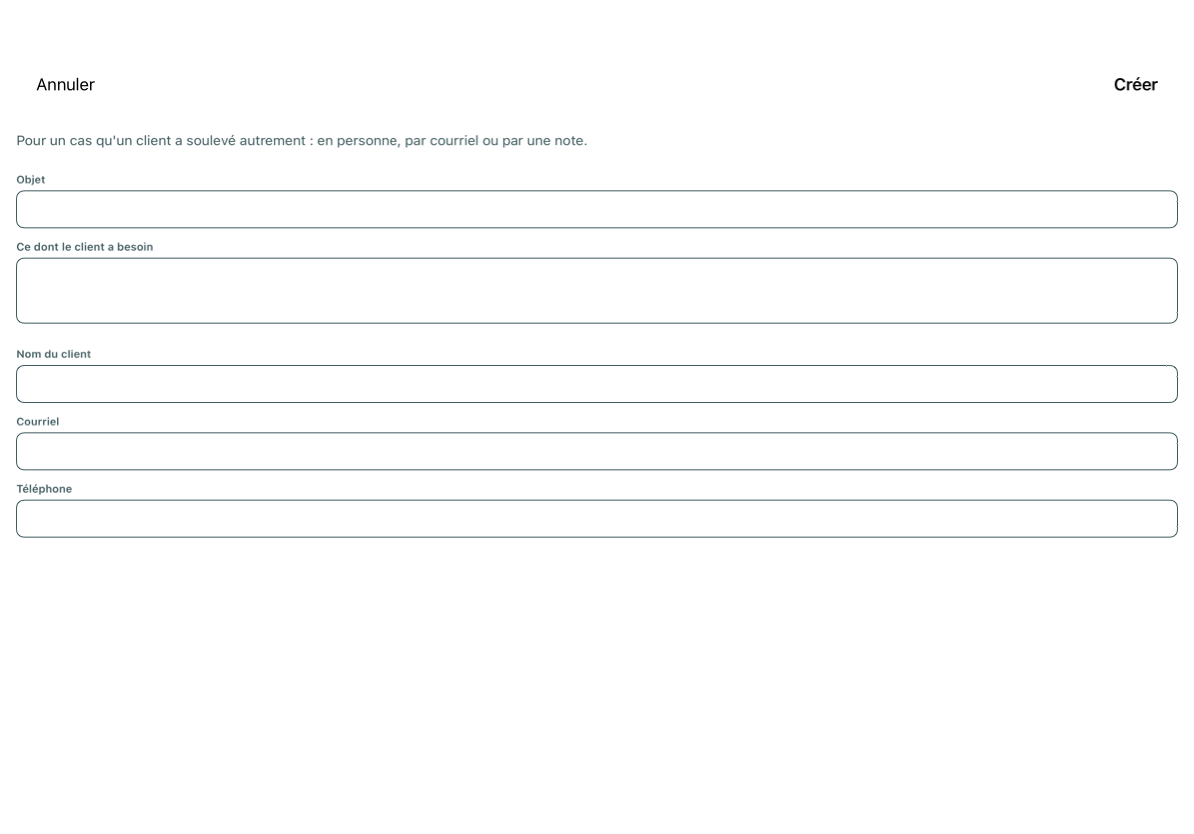 Annuler
Créer
Pour un cas qu'un client a soulevé autrement : en personne, par courriel ou par une note.
Objet
Ce dont le client a besoin
Nom du client
Courriel
Téléphone